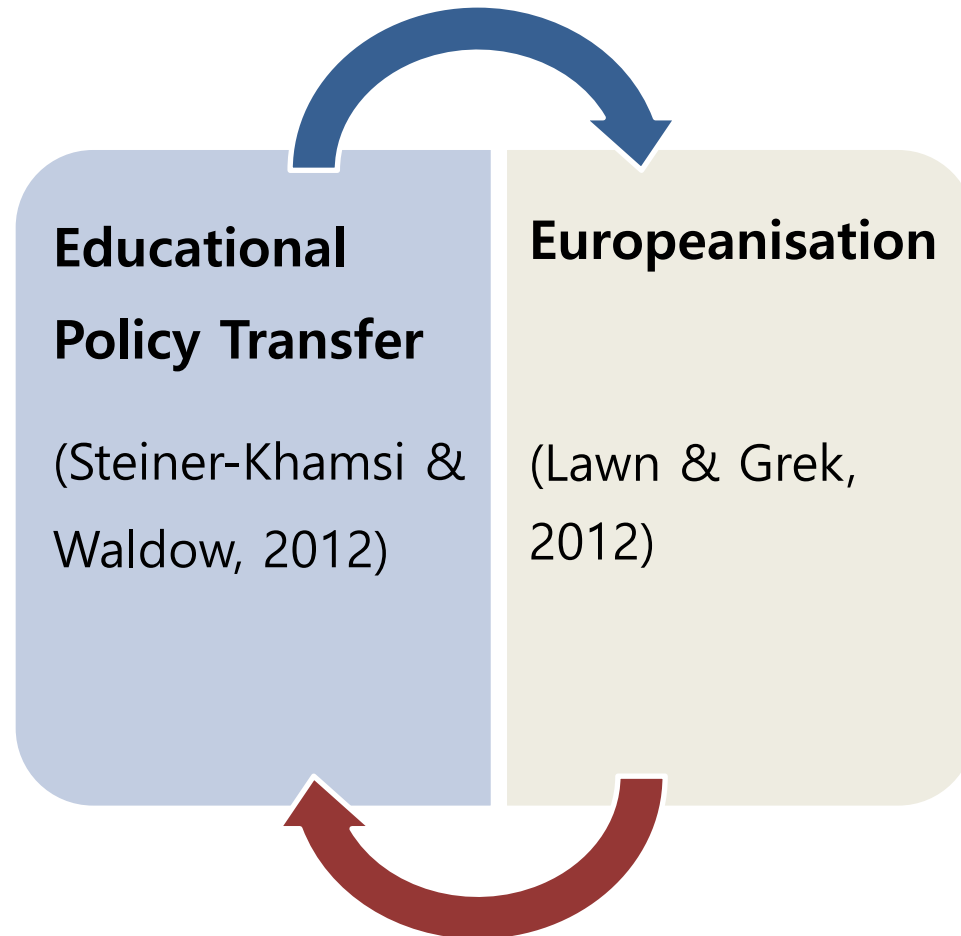 Educational
Policy Transfer
(Steiner-Khamsi &
Waldow, 2012)
Europeanisation
(Lawn & Grek,
2012)